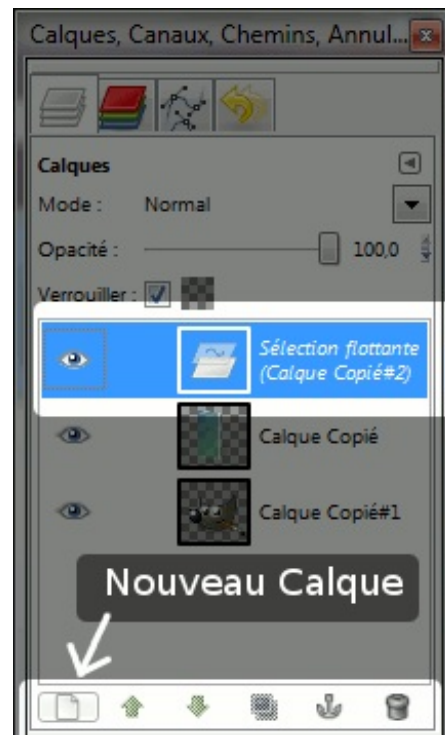 Calques, Canaux, Chemins, Annul...
Calques
Mode : Normal
Opacité : 100,0
Verrouiller :
Sélection flottante
(Calque Copié#2)
Calque Copié
Calque Copié#1
Nouveau Calque